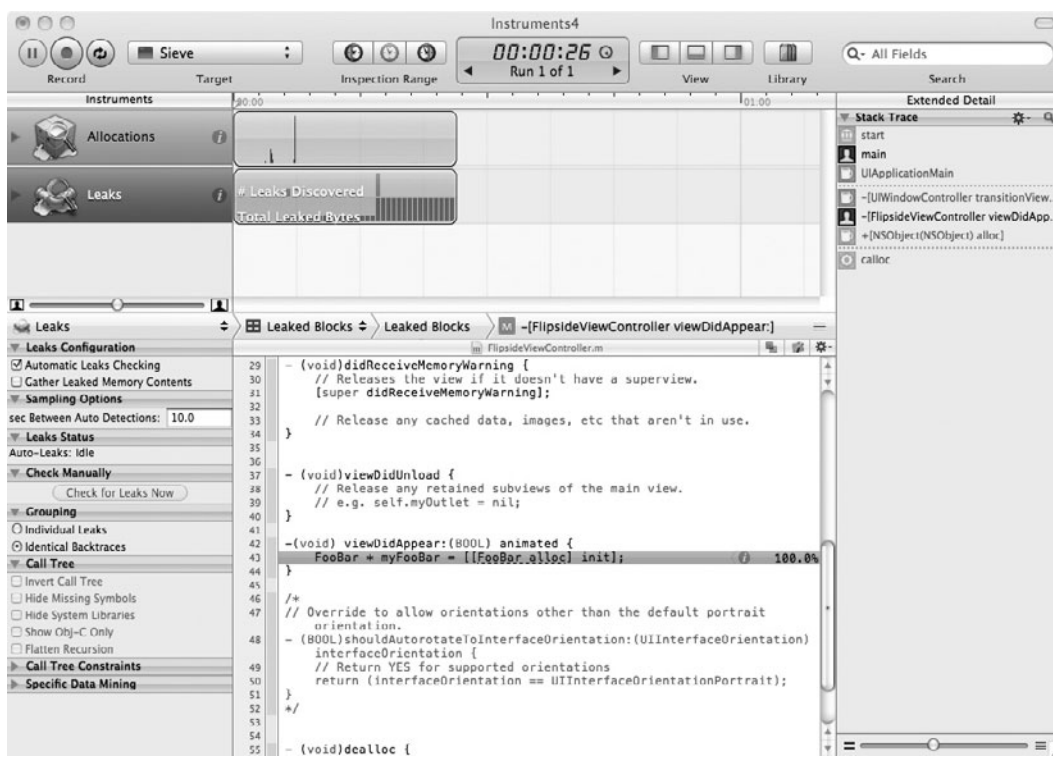 Instruments4
Sieve
00:00:26
Run 1 of 1
All Fields
Record
Target
Inspection Range
View
Library
Search
Instruments
00:00
01:00
Extended Detail
Allocations
Leaks
# Leaks Discovered
Total Leaked Bytes
Stack Trace
start
main
UIApplicationMain
-[UIWindowController transitionView.
-[FlipsideViewController viewDidApp.
+[NSObject(NSObject) alloc]
calloc
Leaks
Leaked Blocks
Leaked Blocks
M -[FlipsideViewController viewDidAppear:]
Leaks Configuration
Automatic Leaks Checking
Gather Leaked Memory Contents
Sampling Options
sec Between Auto Detections: 10.0
Leaks Status
Auto-Leaks: Idle
Check Manually
Check for Leaks Now
Grouping
Individual Leaks
Identical Backtraces
Call Tree
Invert Call Tree
Hide Missing Symbols
Hide System Libraries
Show Obj-C Only
Flatten Recursion
Call Tree Constraints
Specific Data Mining
m FlipsideViewController.m
29 - (void)didReceiveMemoryWarning {
30 // Releases the view if it doesn't have a superview.
31 [super didReceiveMemoryWarning];
32
33 // Release any cached data, images, etc that aren't in use.
34 }
35
36
37 - (void)viewDidUnload {
38 // Release any retained subviews of the main view.
39 // e.g. self.myOutlet = nil;
40 }
41
42 -(void) viewDidAppear:(BOOL) animated {
43 FooBar * myFooBar = [[FooBar alloc] init]; 100.0%
44 }
45
46 /*
47 // Override to allow orientations other than the default portrait
orientation.
48 - (BOOL)shouldAutorotateToInterfaceOrientation:(UIInterfaceOrientation)
interfaceOrientation {
49 // Return YES for supported orientations
50 return (interfaceOrientation == UIInterfaceOrientationPortrait);
51 }
52 */
53
54
55 - (void)dealloc {